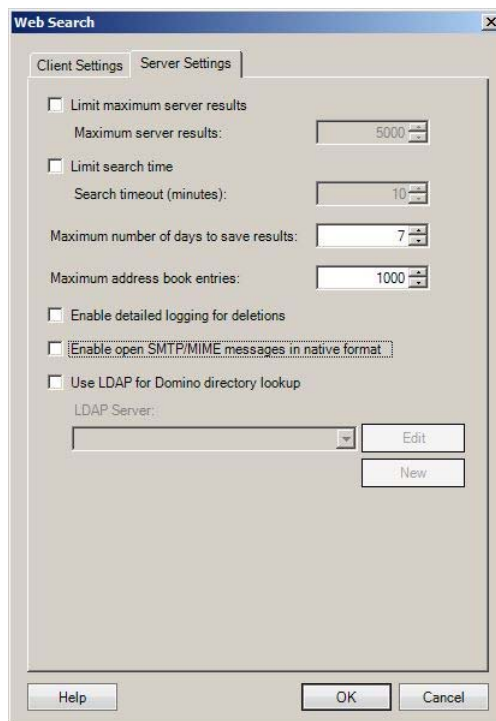 Web Search
Client Settings Server Settings
Limit maximum server results
Maximum server results: 5000
Limit search time
Search timeout (minutes): 10
Maximum number of days to save results: 7
Maximum address book entries: 1000
Enable detailed logging for deletions
Enable open SMTP/MIME messages in native format
Use LDAP for Domino directory lookup
LDAP Server:
Edit
New
Help OK Cancel